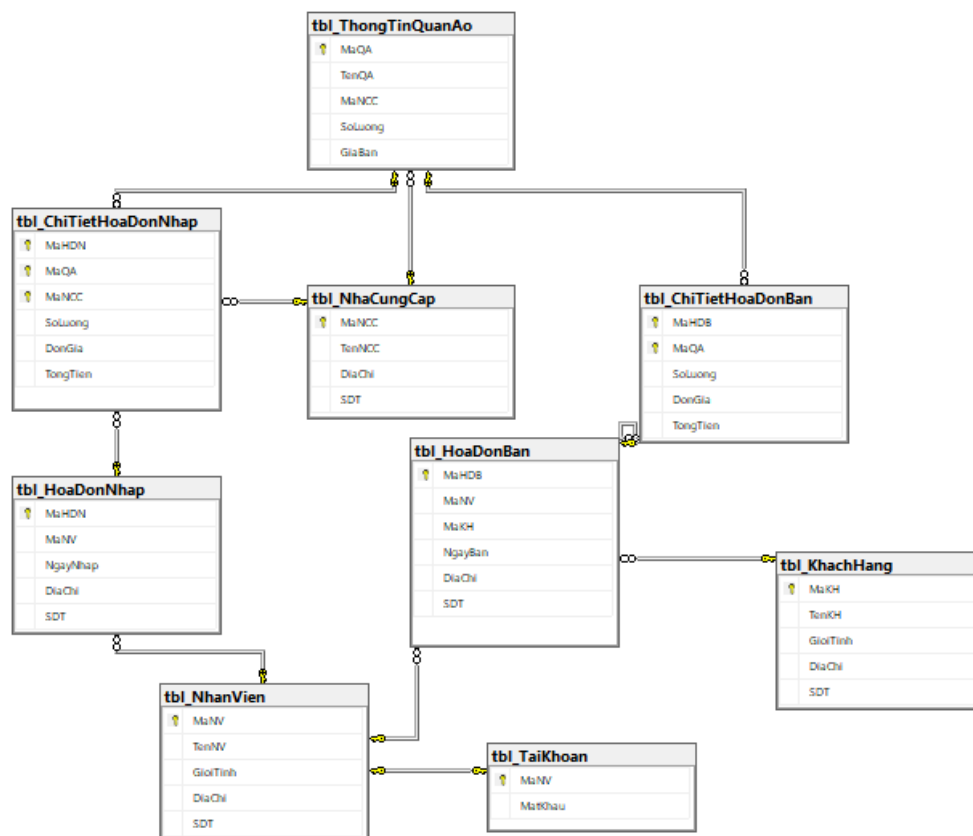 tbl_ThongTinQuanAo
MaQA
TenQA
MaNCC
SoLuong
GiaBan
tbl_ChiTietHoaDonNhap
MaHDN
MaQA
MaNCC
SoLuong
DonGia
TongTien
tbl_NhaCungCap
MaNCC
TenNCC
DiaChi
SDT
tbl_ChiTietHoaDonBan
MaHDB
MaQA
SoLuong
DonGia
TongTien
tbl_HoaDonNhap
MaHDN
MaNV
NgayNhap
DiaChi
SDT
tbl_HoaDonBan
MaHDB
MaNV
MaKH
NgayBan
DiaChi
SDT
tbl_KhachHang
MaKH
TenKH
GioiTinh
DiaChi
SDT
tbl_NhanVien
MaNV
TenNV
GioiTinh
DiaChi
SDT
tbl_TaiKhoan
MaNV
MatKhau